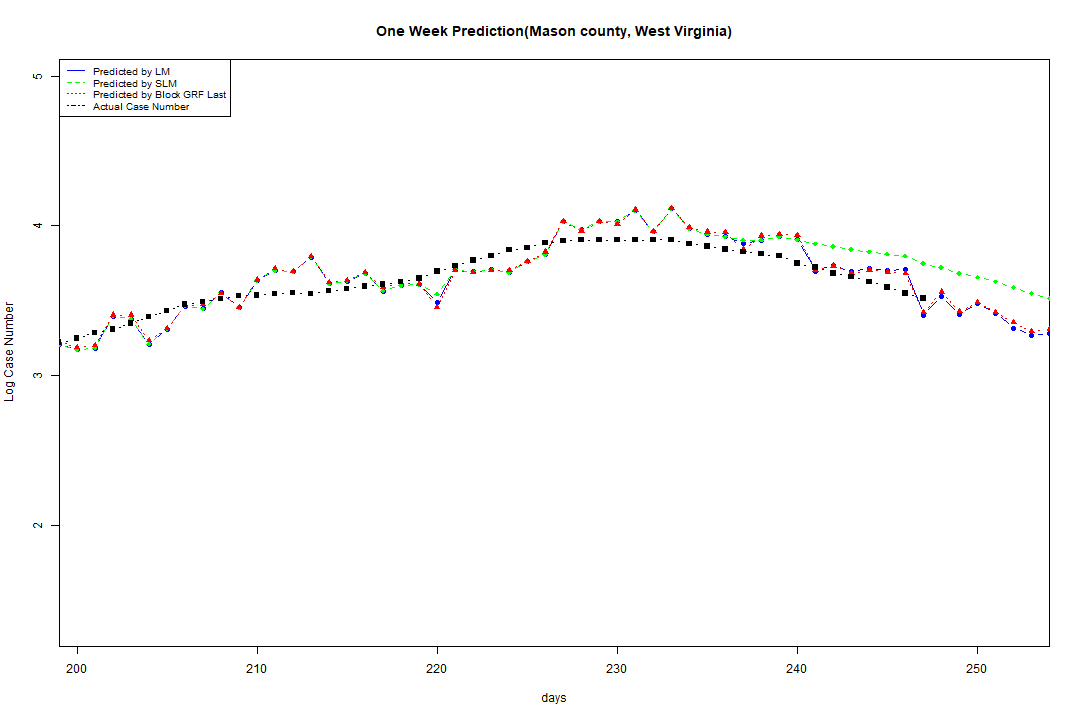 One Week Prediction(Mason county, West Virginia)
Predicted by LM
Predicted by SLM
Predicted by Block GRF Last
Actual Case Number
5
4
3
2
Log Case Number
200 210 220 230 240 250
days